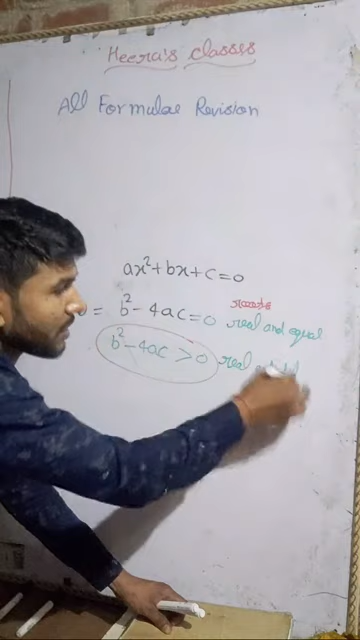 Heera's classes
All Formulae Revision
ax²+bx+c=0
= b²-4ac=0 real and equal
b²-4ac>0 real